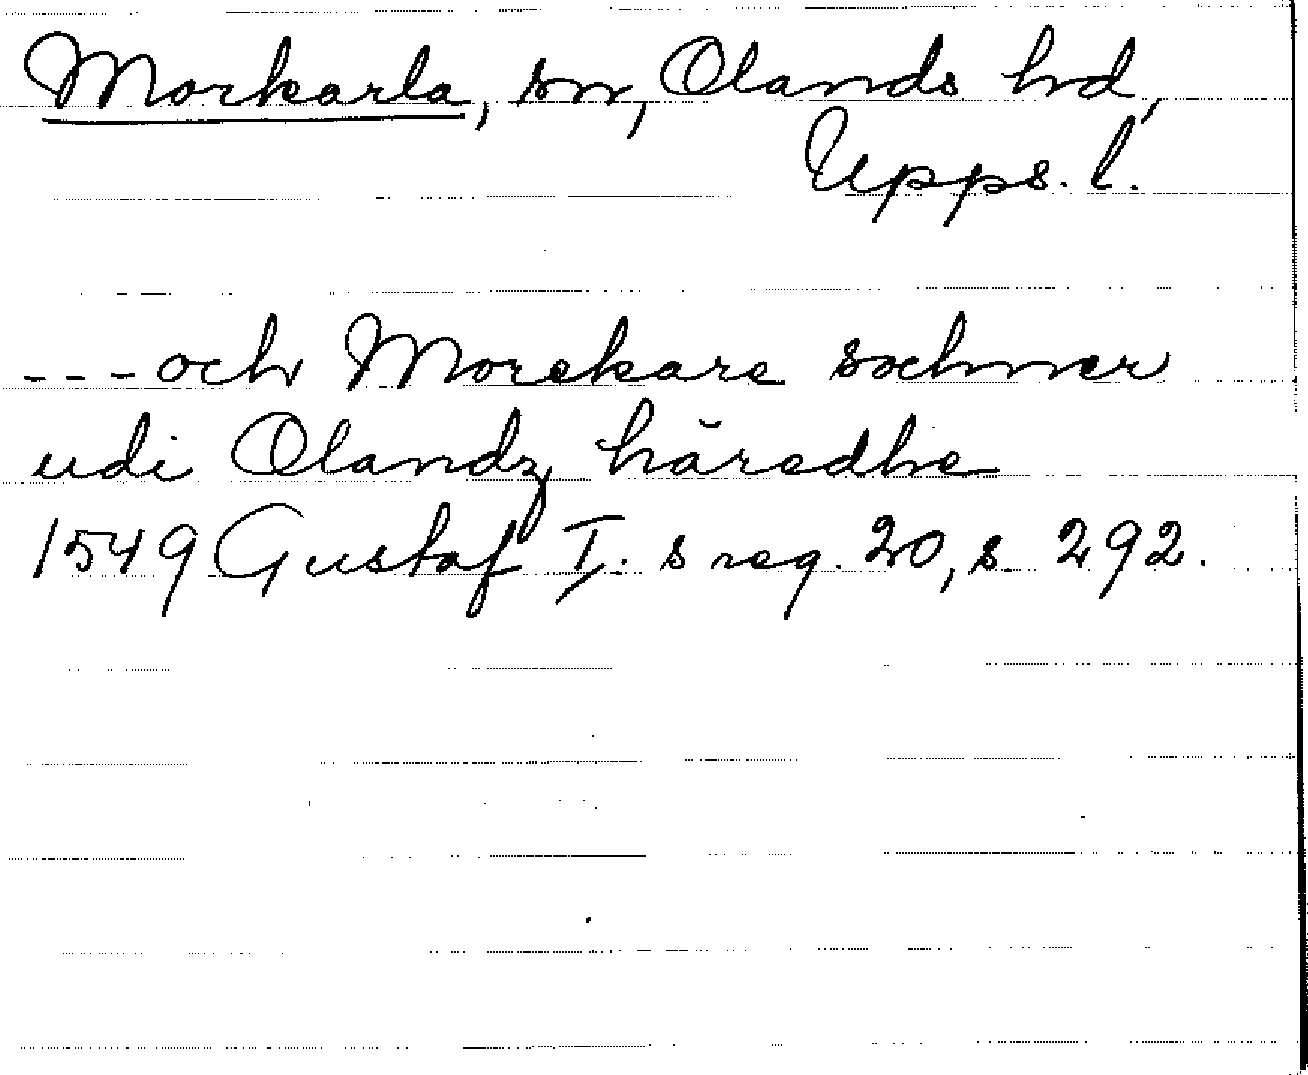 Morkarla, sn, Olands hd,
Upps. l.
---och Morekare sochner
udi Olandz häredhe
1549 Gustaf I:s reg. 20, s. 292.